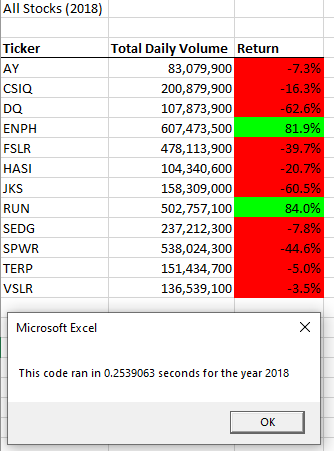 All Stocks (2018)
Ticker Total Daily Volume Return
AY 83,079,900 -7.3%
CSIQ 200,879,900 -16.3%
DQ 107,873,900 -62.6%
ENPH 607,473,500 81.9%
FSLR 478,113,900 -39.7%
HASI 104,340,600 -20.7%
JKS 158,309,000 -60.5%
RUN 502,757,100 84.0%
SEDG 237,212,300 -7.8%
SPWR 538,024,300 -44.6%
TERP 151,434,700 -5.0%
VSLR 136,539,100 -3.5%
Microsoft Excel
This code ran in 0.2539063 seconds for the year 2018
OK